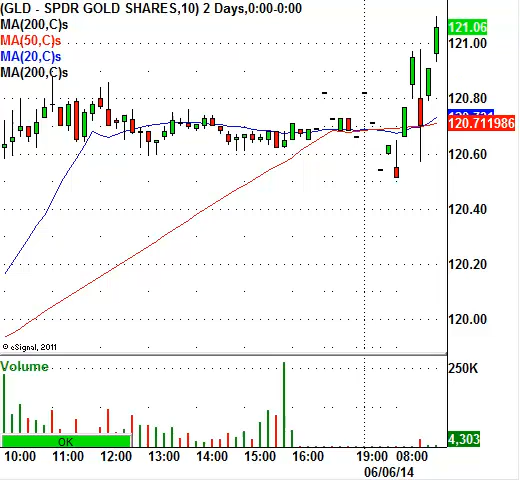 (GLD - SPDR GOLD SHARES,10) 2 Days,0:00-0:00
MA(200,C)s
MA(50,C)s
MA(20,C)s
MA(200,C)s
121.06
121.00
120.80
120.711986
120.60
120.40
120.20
120.00
© eSignal, 2011
Volume
250K
4,303
OK
10:00 11:00 12:00 13:00 14:00 15:00 16:00 19:00 08:00
06/06/14